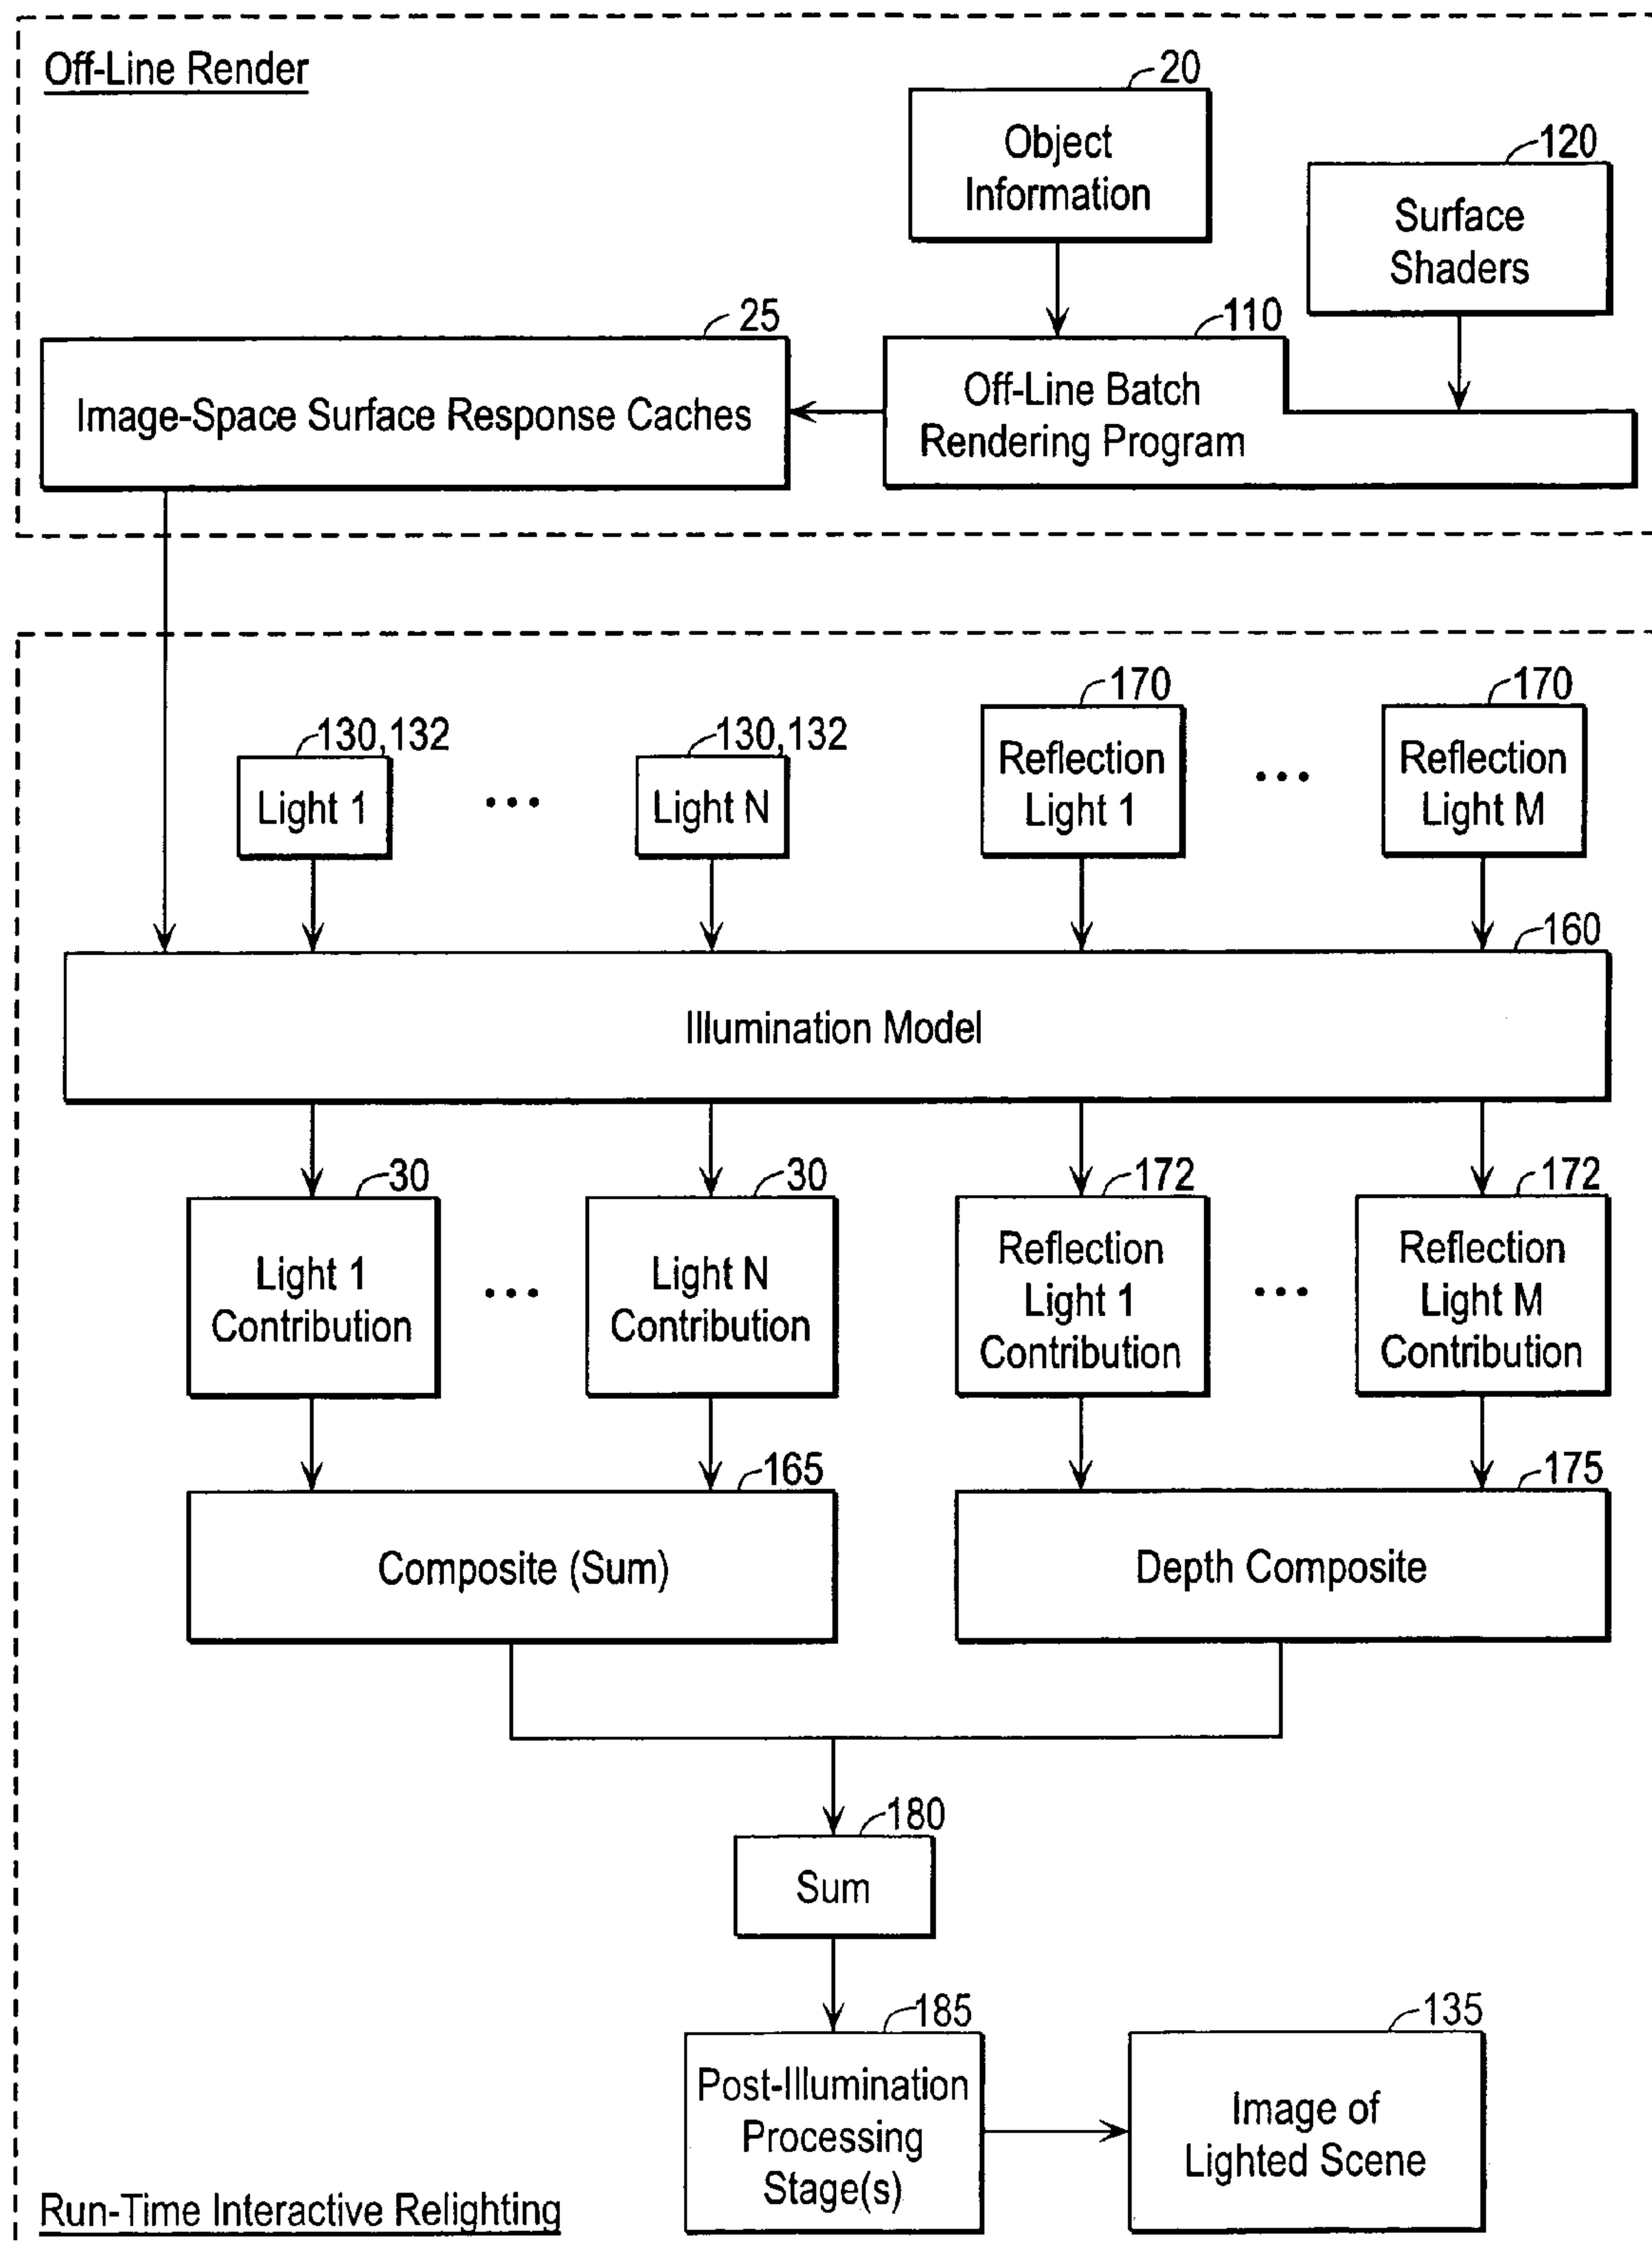 Off-Line Render
20
Object
Information
120
Surface
Shaders
25
Image-Space Surface Response Caches
110
Off-Line Batch
Rendering Program
130,132
Light 1
...
130,132
Light N
170
Reflection
Light 1
...
170
Reflection
Light M
160
Illumination Model
30
Light 1
Contribution
...
30
Light N
Contribution
172
Reflection
Light 1
Contribution
...
172
Reflection
Light M
Contribution
165
Composite (Sum)
175
Depth Composite
180
Sum
185
Post-Illumination
Processing
Stage(s)
135
Image of
Lighted Scene
Run-Time Interactive Relighting